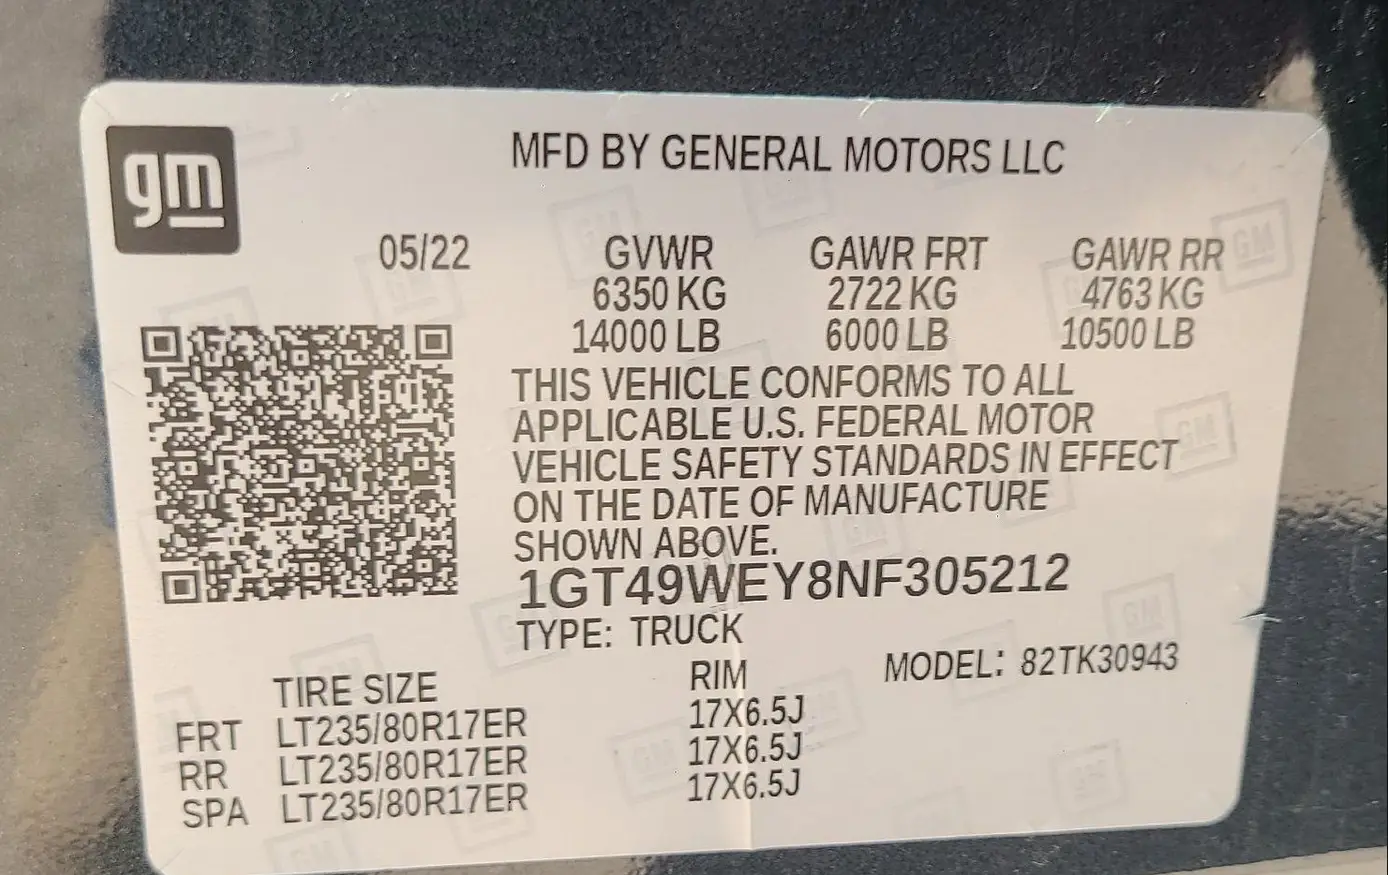 gm
MFD BY GENERAL MOTORS LLC
05/22 GVWR GAWR FRT GAWR RR
6350 KG 2722 KG 4763 KG
14000 LB 6000 LB 10500 LB
THIS VEHICLE CONFORMS TO ALL
APPLICABLE U.S. FEDERAL MOTOR
VEHICLE SAFETY STANDARDS IN EFFECT
ON THE DATE OF MANUFACTURE
SHOWN ABOVE.
1GT49WEY8NF305212
TYPE: TRUCK
MODEL: 82TK30943
TIRE SIZE RIM
FRT LT235/80R17ER 17X6.5J
RR LT235/80R17ER 17X6.5J
SPA LT235/80R17ER 17X6.5J